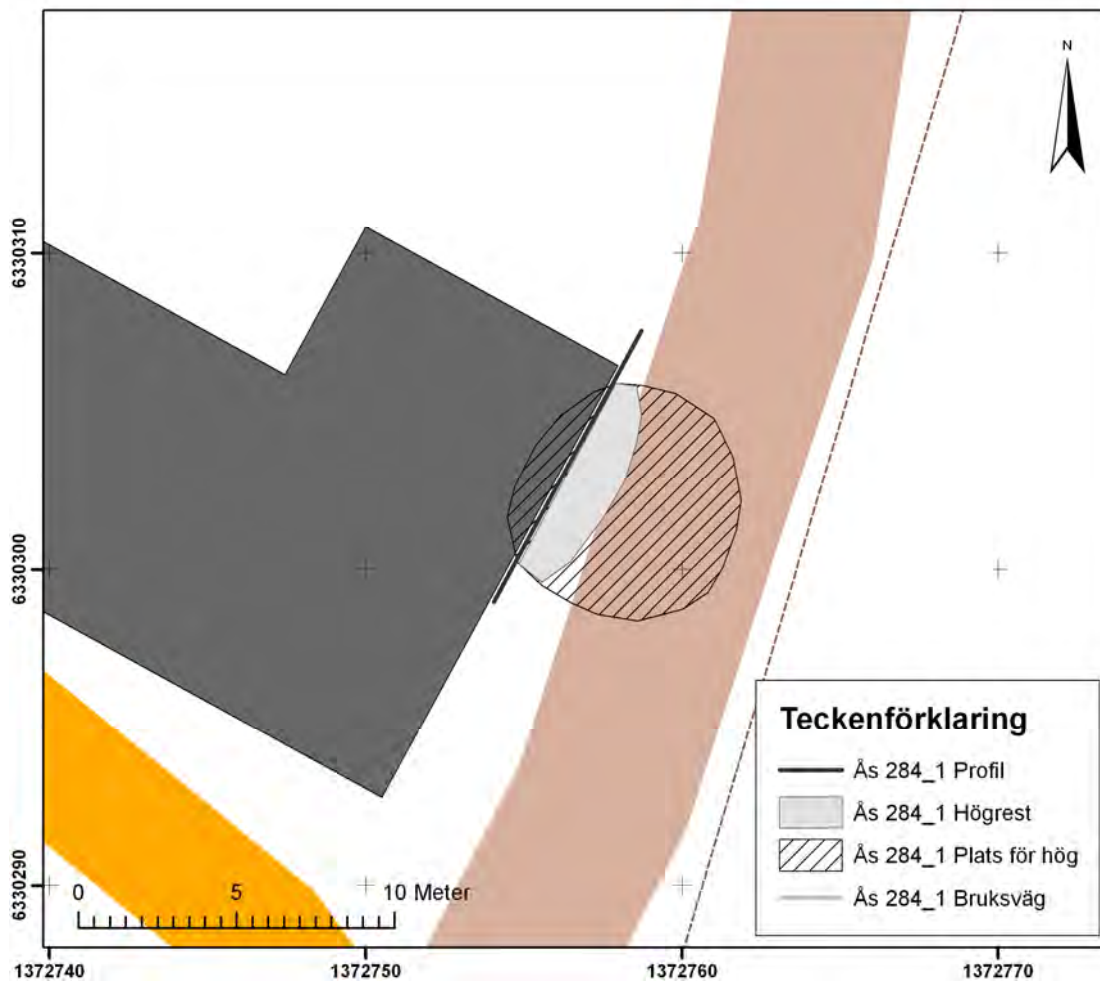 N
6330310
6330300
6330290
0 5 10 Meter
Teckenförklaring
Ås 284_1 Profil
Ås 284_1 Högrest
Ås 284_1 Plats för hög
Ås 284_1 Bruksväg
1372740 1372750 1372760 1372770